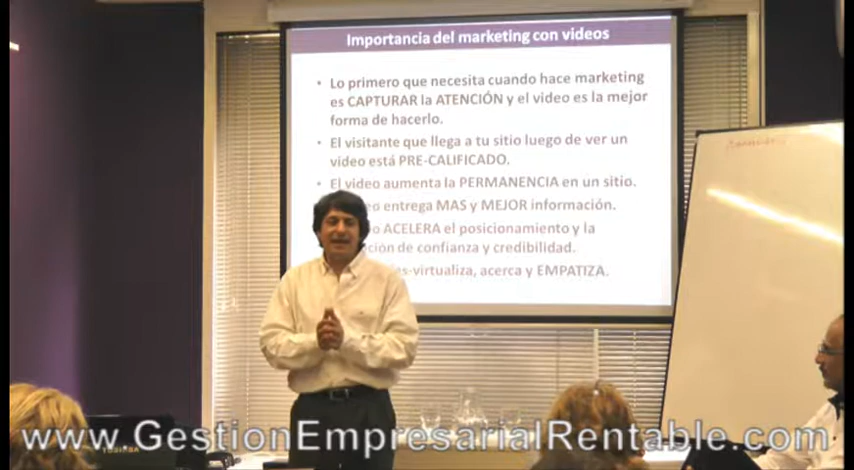 Importancia del marketing con videos
• Lo primero que necesita cuando hace marketing
es CAPTURAR la ATENCIÓN y el video es la mejor
forma de hacerlo.
• El visitante que llega a tu sitio luego de ver un
video está PRE-CALIFICADO.
• El video aumenta la PERMANENCIA en un sitio.
entrega MAS y MEJOR información.
ACELERA el posicionamiento y la
de confianza y credibilidad.
es-virtualiza, acerca y EMPATIZA.
www.GestionEmpresarialRentable.com